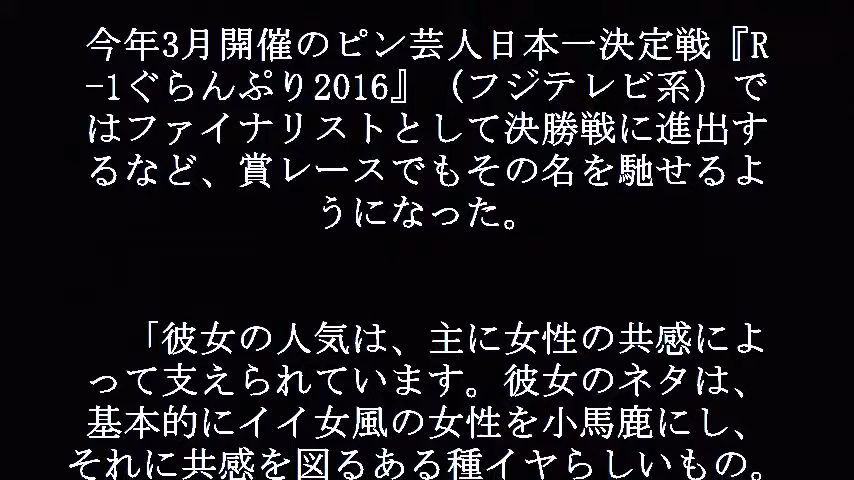 今年3月開催のピン芸人日本一決定戦『R
-1ぐらんぷり2016』（フジテレビ系）で
はファイナリストとして決勝戦に進出す
るなど、賞レースでもその名を馳せるよ
うになった。
「彼女の人気は、主に女性の共感によ
って支えられています。彼女のネタは、
基本的にイイ女風の女性を小馬鹿にし、
それに共感を図るある種イヤらしいもの。